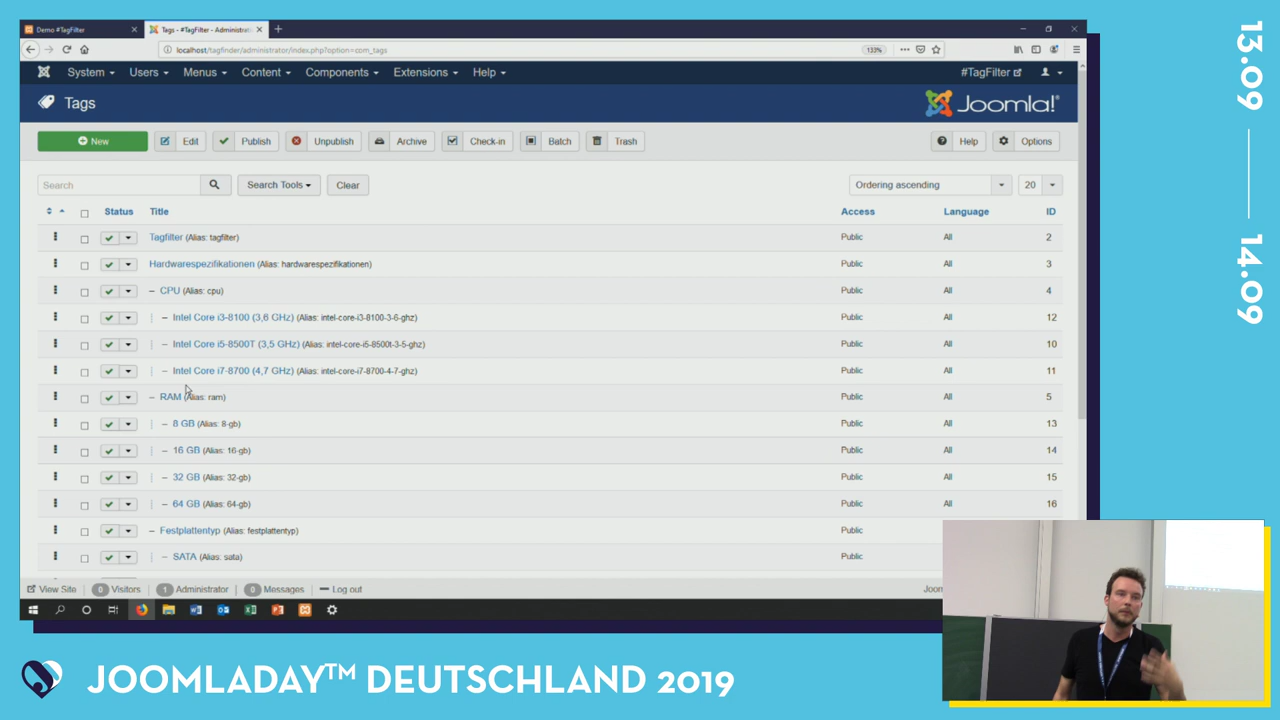 Demo #TagFilter
Tags - #TagFilter - Administrat
localhost/tagfinder/administrator/index.php?option=com_tags
133%
System Users Menus Content Components Extensions Help #TagFilter
Tags Joomla!®
New Edit Publish Unpublish Archive Check-in Batch Trash Help Options
Search Search Tools Clear Ordering ascending 20
Status Title Access Language ID
Tagfilter (Alias: tagfilter) Public All 2
Hardwarespezifikationen (Alias: hardwarespezifikationen) Public All 3
– CPU (Alias: cpu) Public All 4
– Intel Core i3-8100 (3,6 GHz) (Alias: intel-core-i3-8100-3-6-ghz) Public All 12
– Intel Core i5-8500T (3,5 GHz) (Alias: intel-core-i5-8500t-3-5-ghz) Public All 10
– Intel Core i7-8700 (4,7 GHz) (Alias: intel-core-i7-8700-4-7-ghz) Public All 11
– RAM (Alias: ram) Public All 5
– 8 GB (Alias: 8-gb) Public All 13
– 16 GB (Alias: 16-gb) Public All 14
– 32 GB (Alias: 32-gb) Public All 15
– 64 GB (Alias: 64-gb) Public All 16
– Festplattentyp (Alias: festplattentyp) Public
– SATA (Alias: sata) Public
View Site 0 Visitors 1 Administrator 0 Messages Log out Joon
13.09
14.09
JOOMLADAY™ DEUTSCHLAND 2019